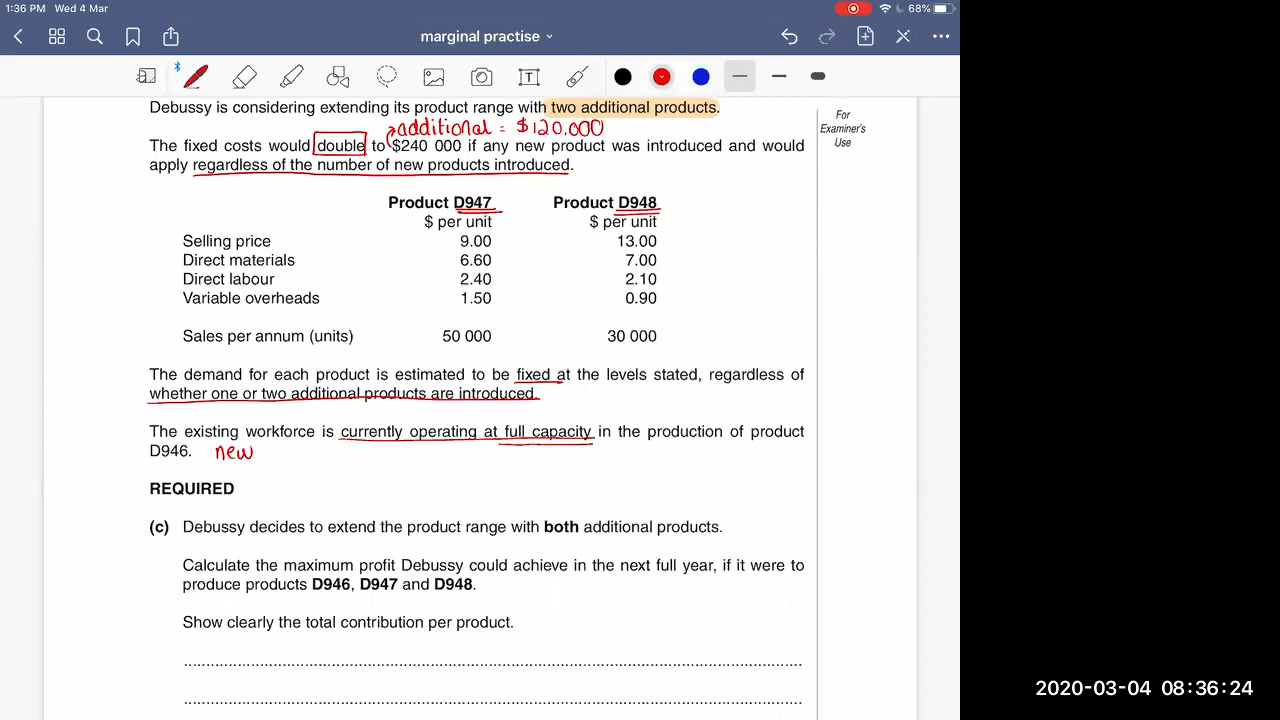 1:36 PM Wed 4 Mar
68%
marginal practise
T
Debussy is considering extending its product range with two additional products.
For
Examiner's
Use
additional = $120.000
The fixed costs would double to $240 000 if any new product was introduced and would
apply regardless of the number of new products introduced.
Product D947 Product D948
$ per unit $ per unit
Selling price 9.00 13.00
Direct materials 6.60 7.00
Direct labour 2.40 2.10
Variable overheads 1.50 0.90
Sales per annum (units) 50 000 30 000
The demand for each product is estimated to be fixed at the levels stated, regardless of
whether one or two additional products are introduced.
The existing workforce is currently operating at full capacity in the production of product
D946. new
REQUIRED
(c) Debussy decides to extend the product range with both additional products.
Calculate the maximum profit Debussy could achieve in the next full year, if it were to
produce products D946, D947 and D948.
Show clearly the total contribution per product.
2020-03-04 08:36:24